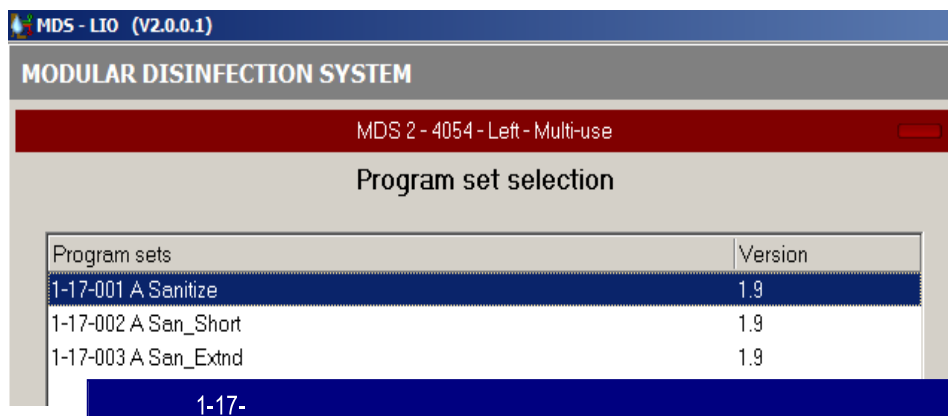 MDS - LIO (V2.0.0.1)
MODULAR DISINFECTION SYSTEM
MDS 2 - 4054 - Left - Multi-use
Program set selection
Program sets Version
1-17-001 A Sanitize 1.9
1-17-002 A San_Short 1.9
1-17-003 A San_Extnd 1.9
1-17-